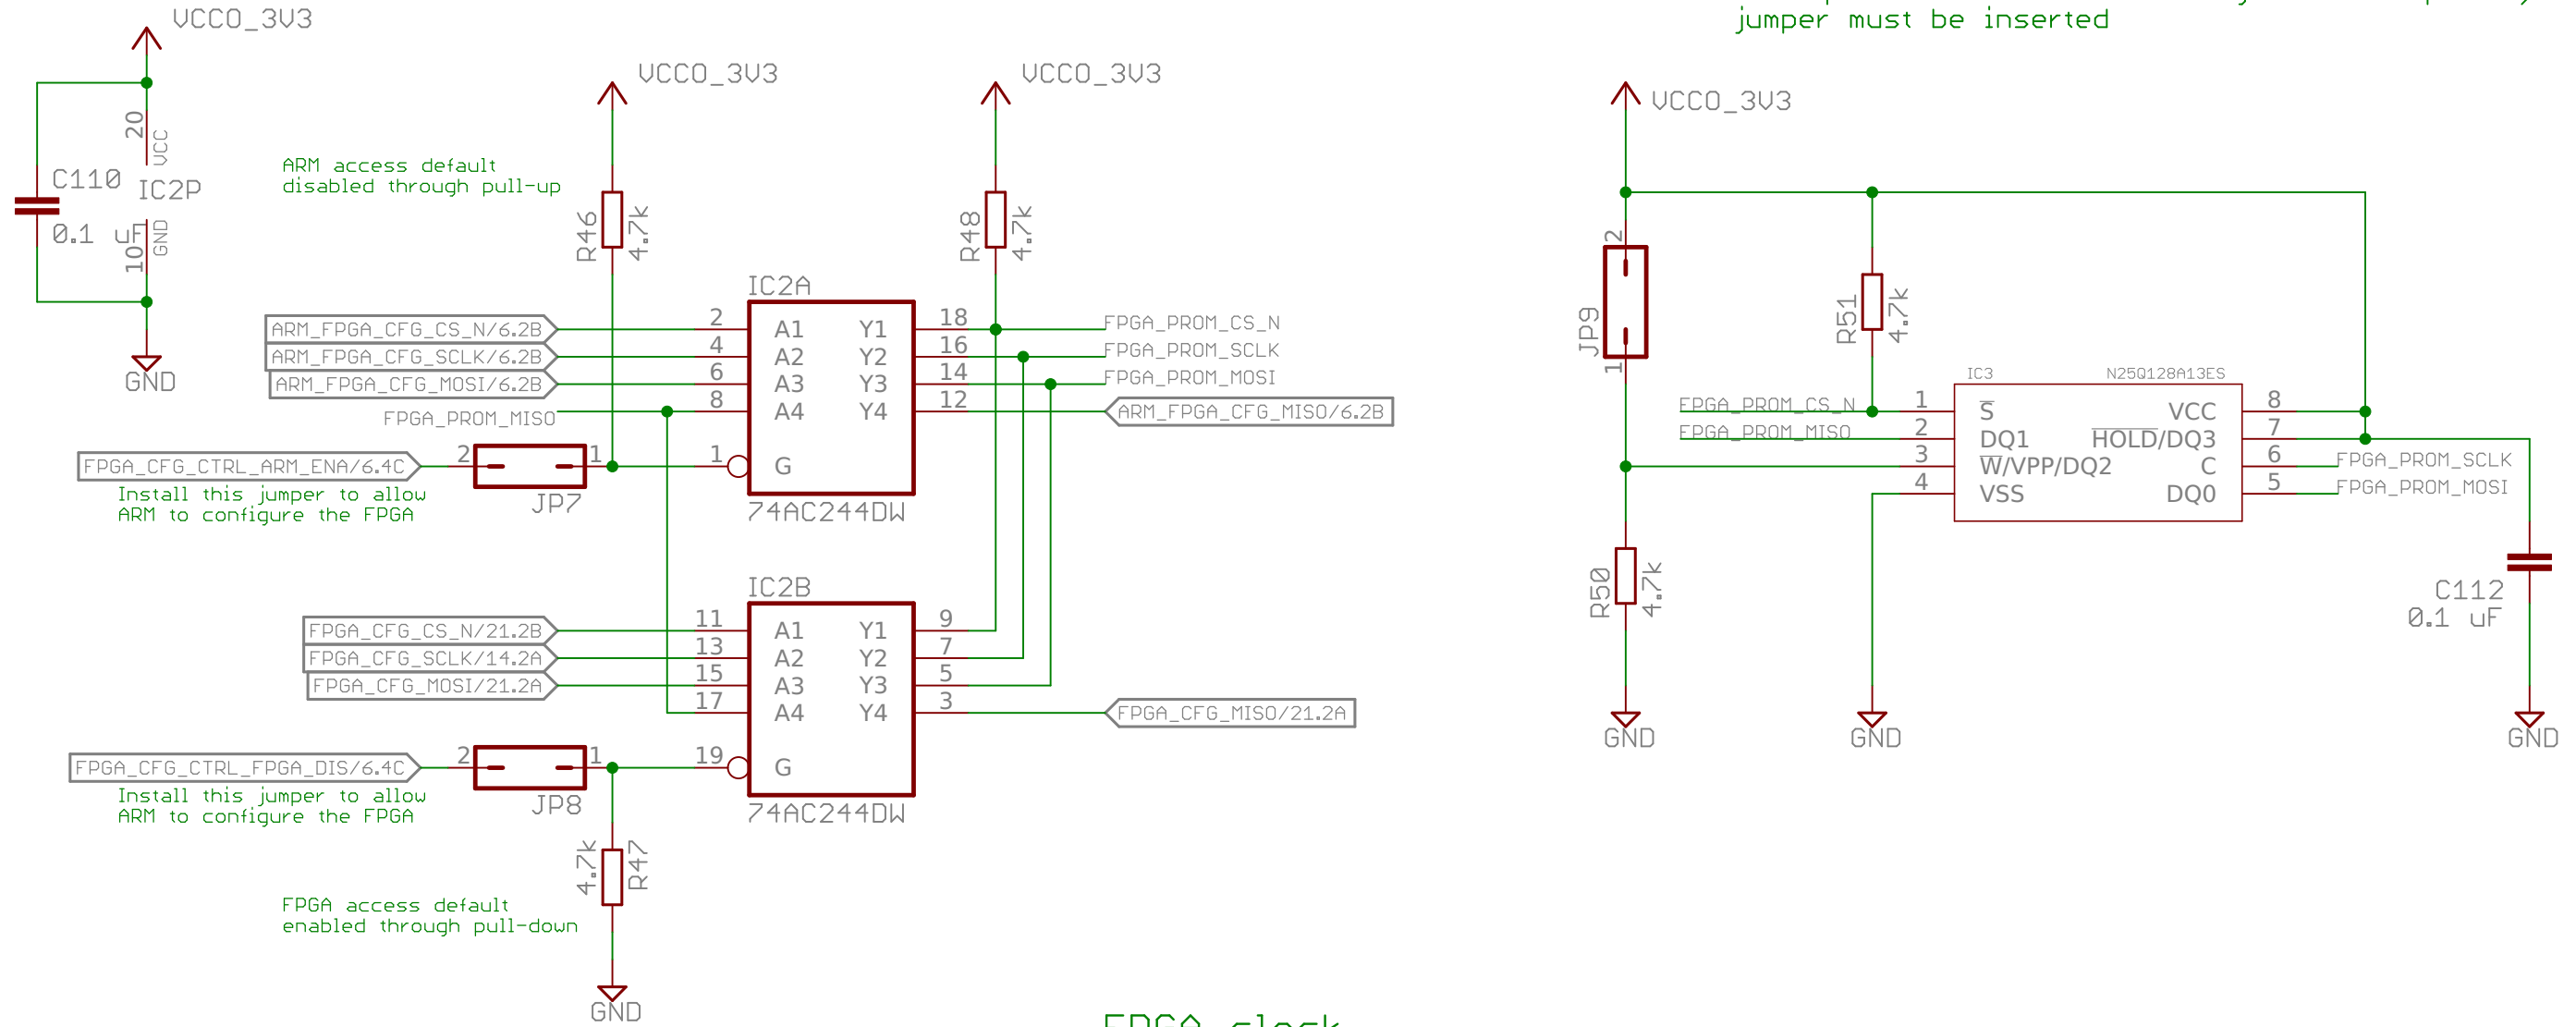 jumper must be inserted
VCCO_3V3
20
VCC
C110
IC2P
0.1 uF
10
GND
GND
ARM access default
disabled through pull-up
VCCO_3V3
R46
4.7k
VCCO_3V3
R48
4.7k
IC2A
ARM_FPGA_CFG_CS_N/6.2B
2
A1
Y1
18
FPGA_PROM_CS_N
ARM_FPGA_CFG_SCLK/6.2B
4
A2
Y2
16
FPGA_PROM_SCLK
ARM_FPGA_CFG_MOSI/6.2B
6
A3
Y3
14
FPGA_PROM_MOSI
FPGA_PROM_MISO
8
A4
Y4
12
ARM_FPGA_CFG_MISO/6.2B
FPGA_CFG_CTRL_ARM_ENA/6.4C
2
1
1
G
Install this jumper to allow
ARM to configure the FPGA
JP7
74AC244DW
IC2B
FPGA_CFG_CS_N/21.2B
11
A1
Y1
9
FPGA_CFG_SCLK/14.2A
13
A2
Y2
7
FPGA_CFG_MOSI/21.2A
15
A3
Y3
5
17
A4
Y4
3
FPGA_CFG_MISO/21.2A
FPGA_CFG_CTRL_FPGA_DIS/6.4C
2
1
19
G
Install this jumper to allow
ARM to configure the FPGA
JP8
74AC244DW
4.7k
R47
FPGA access default
enabled through pull-down
GND
VCCO_3V3
2
JP9
1
R51
4.7k
IC3
N25Q128A13ES
FPGA_PROM_CS_N
1
S
VCC
8
FPGA_PROM_MISO
2
DQ1
HOLD/DQ3
7
3
W/VPP/DQ2
C
6
FPGA_PROM_SCLK
4
VSS
DQ0
5
FPGA_PROM_MOSI
R50
4.7k
C112
0.1 uF
GND
GND
GND
FPGA clock